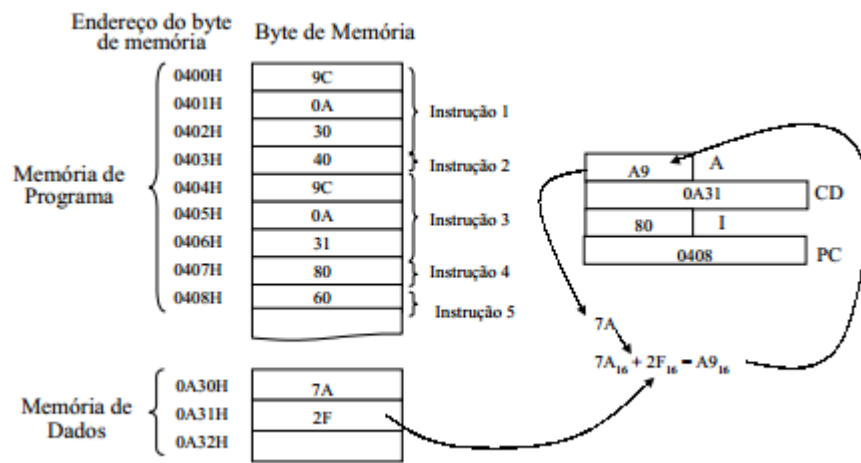 Endereço do byte de memória
Byte de Memória
Memória de Programa
0400H 9C
0401H 0A
0402H 30
0403H 40
0404H 9C
0405H 0A
0406H 31
0407H 80
0408H 60
Instrução 1
Instrução 2
Instrução 3
Instrução 4
Instrução 5
A9 A
0A31 CD
80 I
0408 PC
7A
7A₁₆ + 2F₁₆ = A9₁₆
Memória de Dados
0A30H 7A
0A31H 2F
0A32H